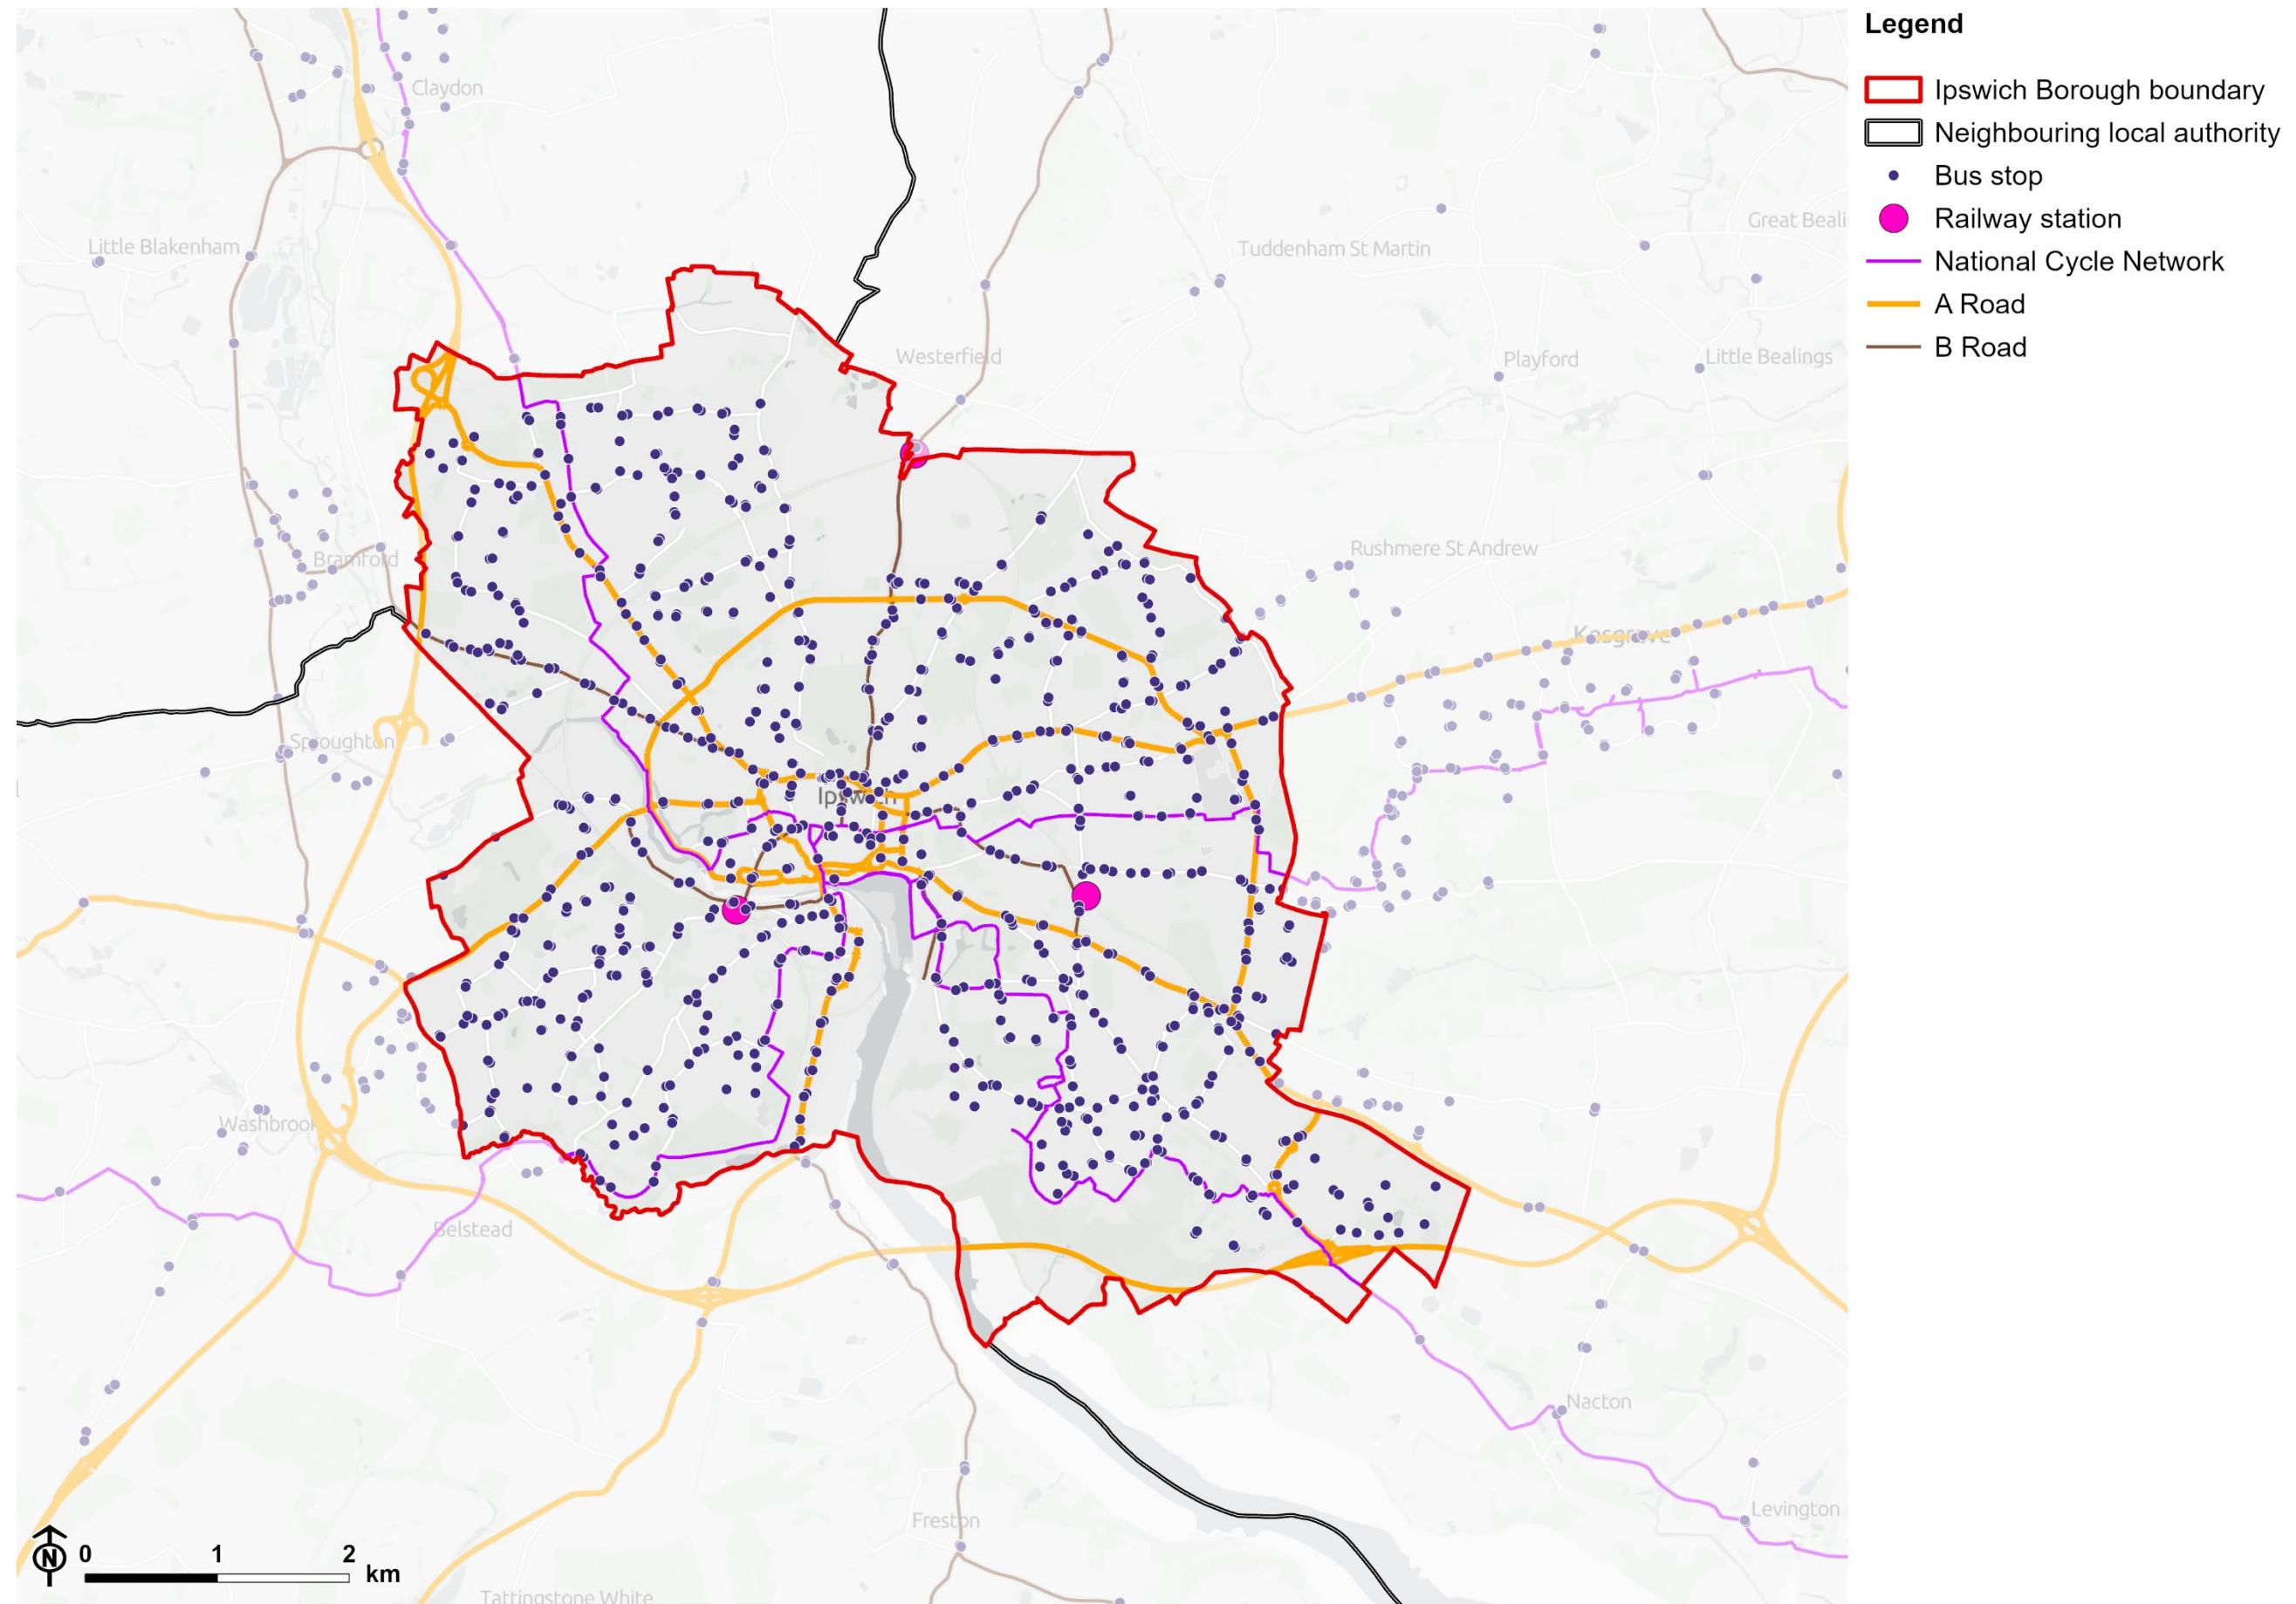 Legend
Ipswich Borough boundary
Neighbouring local authority
Bus stop
Railway station
National Cycle Network
A Road
B Road
Claydon
Little Blakenham
Tuddenham St Martin
Great Beali
Westerfield
Playford
Little Bealings
Bramford
Rushmere St Andrew
Kesgrave
Sproughton
Ipswich
Washbrook
Belstead
Nacton
Levington
Freston
Tattingstone White
N
0 1 2 km